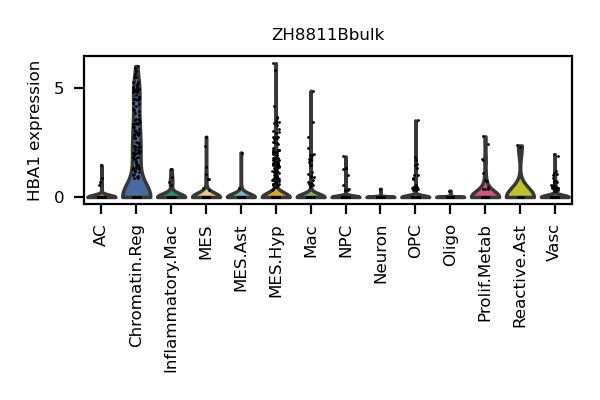 ZH8811Bbulk
HBA1 expression
5
0
AC
Chromatin.Reg
Inflammatory.Mac
MES
MES.Ast
MES.Hyp
Mac
NPC
Neuron
OPC
Oligo
Prolif.Metab
Reactive.Ast
Vasc